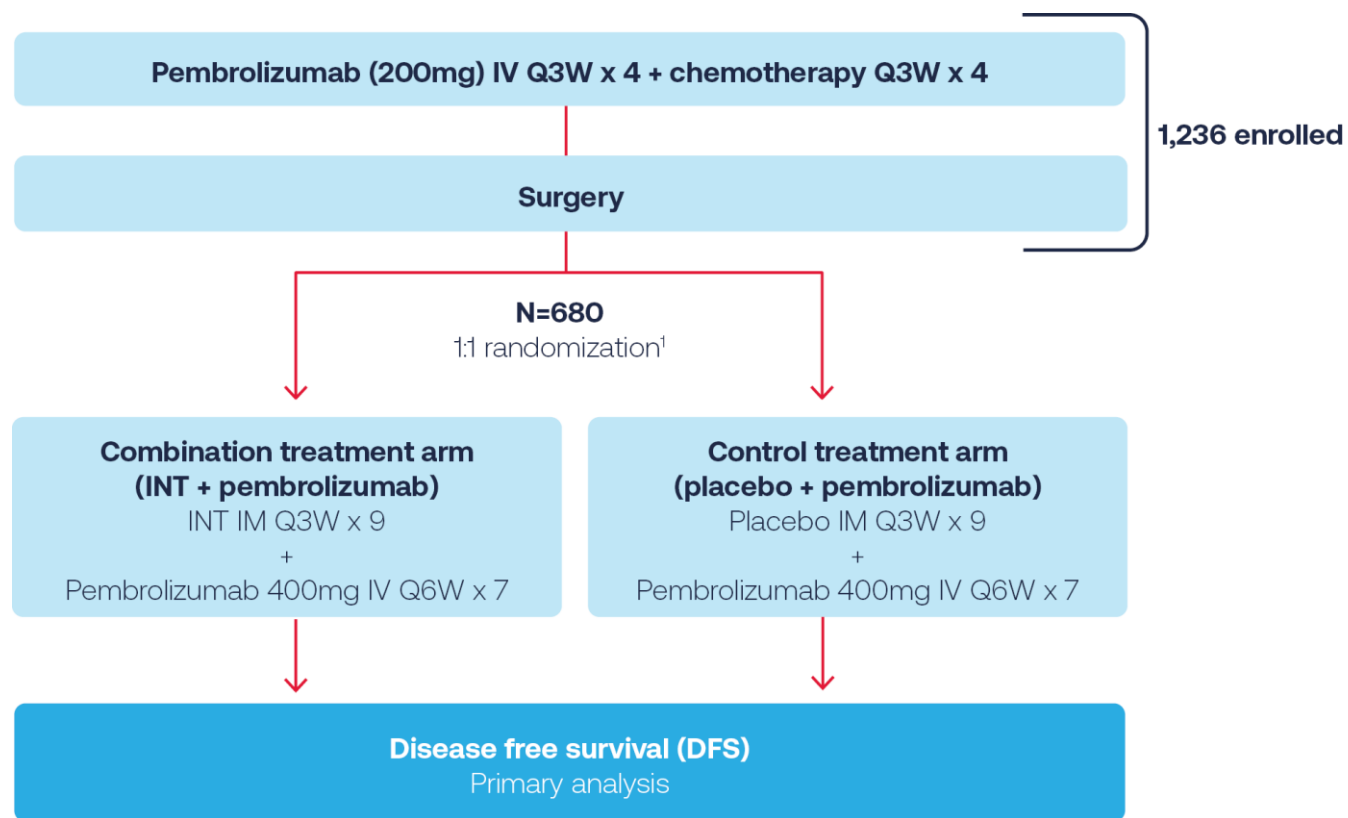 Pembrolizumab (200mg) IV Q3W x 4 + chemotherapy Q3W x 4
1,236 enrolled
Surgery
N=680
1:1 randomization¹
Combination treatment arm
(INT + pembrolizumab)
INT IM Q3W x 9
+
Pembrolizumab 400mg IV Q6W x 7
Control treatment arm
(placebo + pembrolizumab)
Placebo IM Q3W x 9
+
Pembrolizumab 400mg IV Q6W x 7
Disease free survival (DFS)
Primary analysis